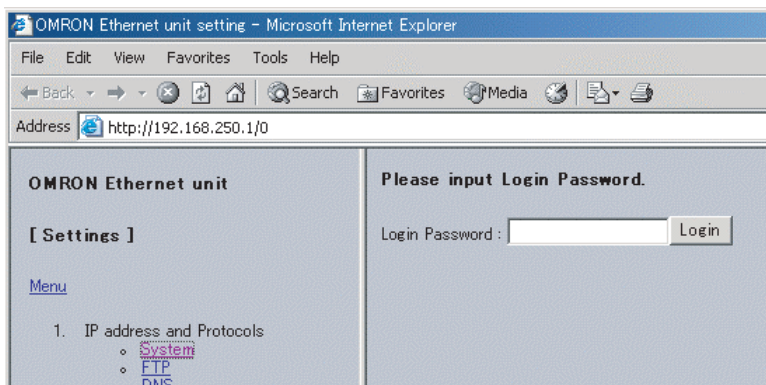 OMRON Ethernet unit setting - Microsoft Internet Explorer
File Edit View Favorites Tools Help
Back Search Favorites Media
Address http://192.168.250.1/0
OMRON Ethernet unit
[ Settings ]
Menu
1. IP address and Protocols
System
FTP
DNS
Please input Login Password.
Login Password : Login